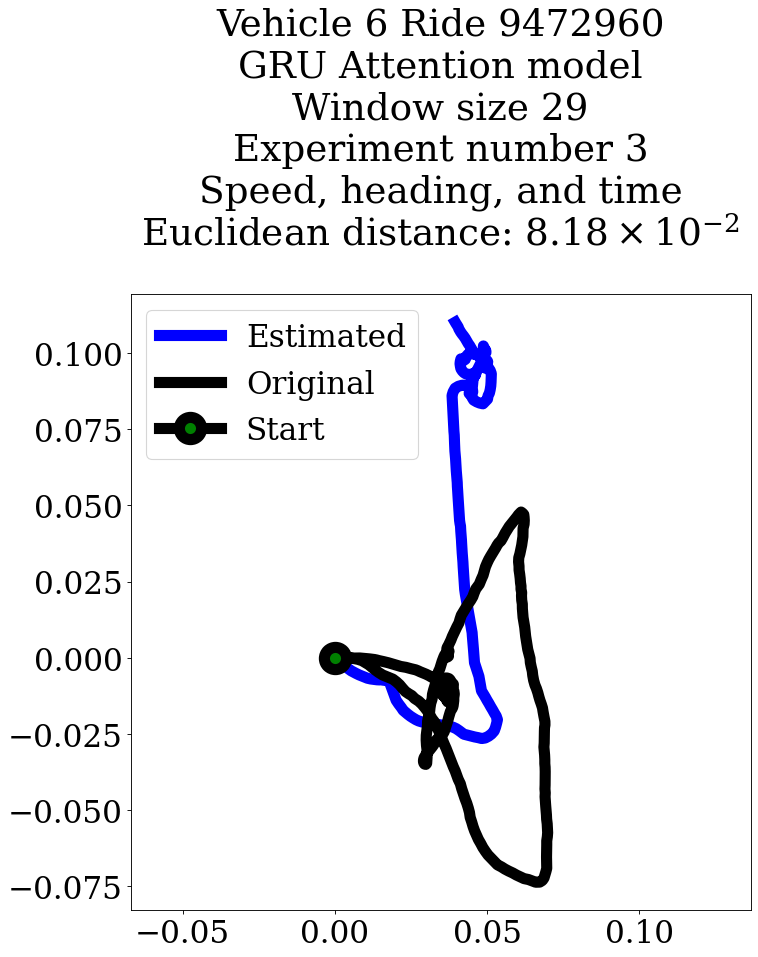 Vehicle 6 Ride 9472960
GRU Attention model
Window size 29
Experiment number 3
Speed, heading, and time
Euclidean distance: 8.18 × 10⁻²
Estimated
Original
Start
0.100
0.075
0.050
0.025
0.000
−0.025
−0.050
−0.075
−0.05 0.00 0.05 0.10